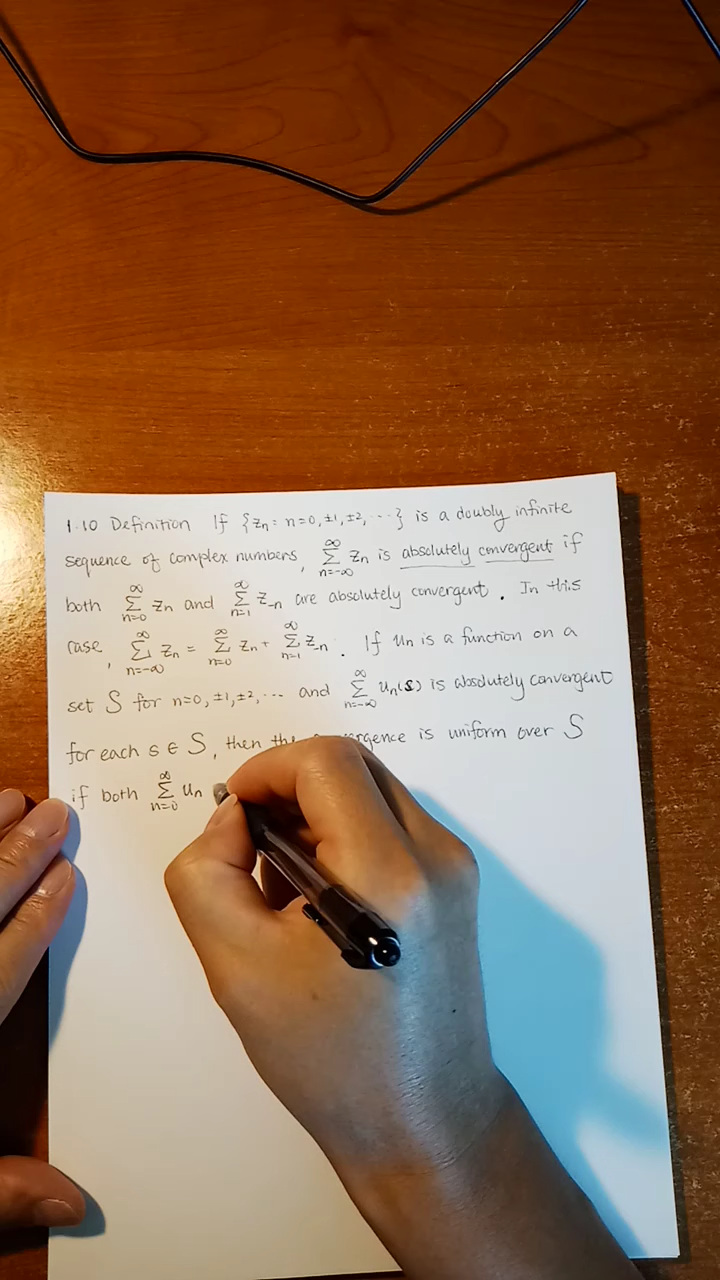 1.10 Definition If {zₙ : n=0, ±1, ±2, ...} is a doubly infinite
sequence of complex numbers, ∑_{n=-∞}^{∞} zₙ is absolutely convergent if
both ∑_{n=0}^{∞} zₙ and ∑_{n=1}^{∞} z₋ₙ are absolutely convergent. In this
case, ∑_{n=-∞}^{∞} zₙ = ∑_{n=0}^{∞} zₙ + ∑_{n=1}^{∞} z₋ₙ. If uₙ is a function on a
set S for n=0, ±1, ±2, ... and ∑_{n=-∞}^{∞} uₙ(s) is absolutely convergent
for each s ∈ S, then is uniform over S
if both ∑_{n=0}^{∞} uₙ